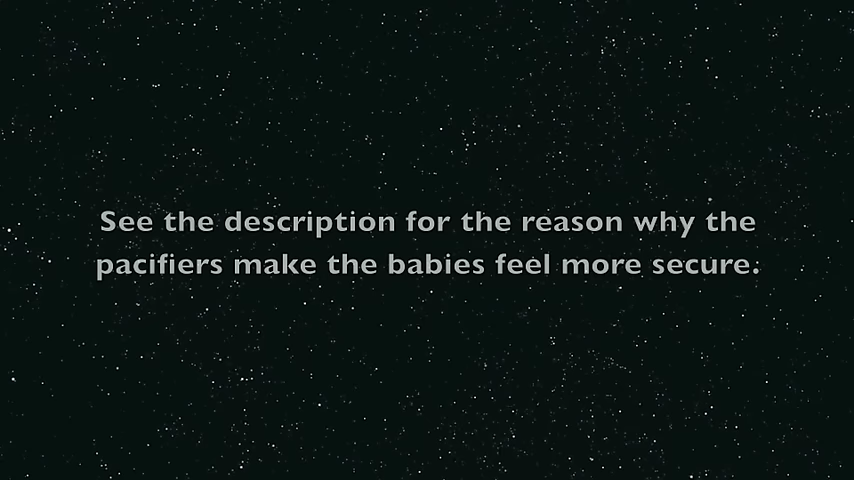 See the description for the reason why the
pacifiers make the babies feel more secure.